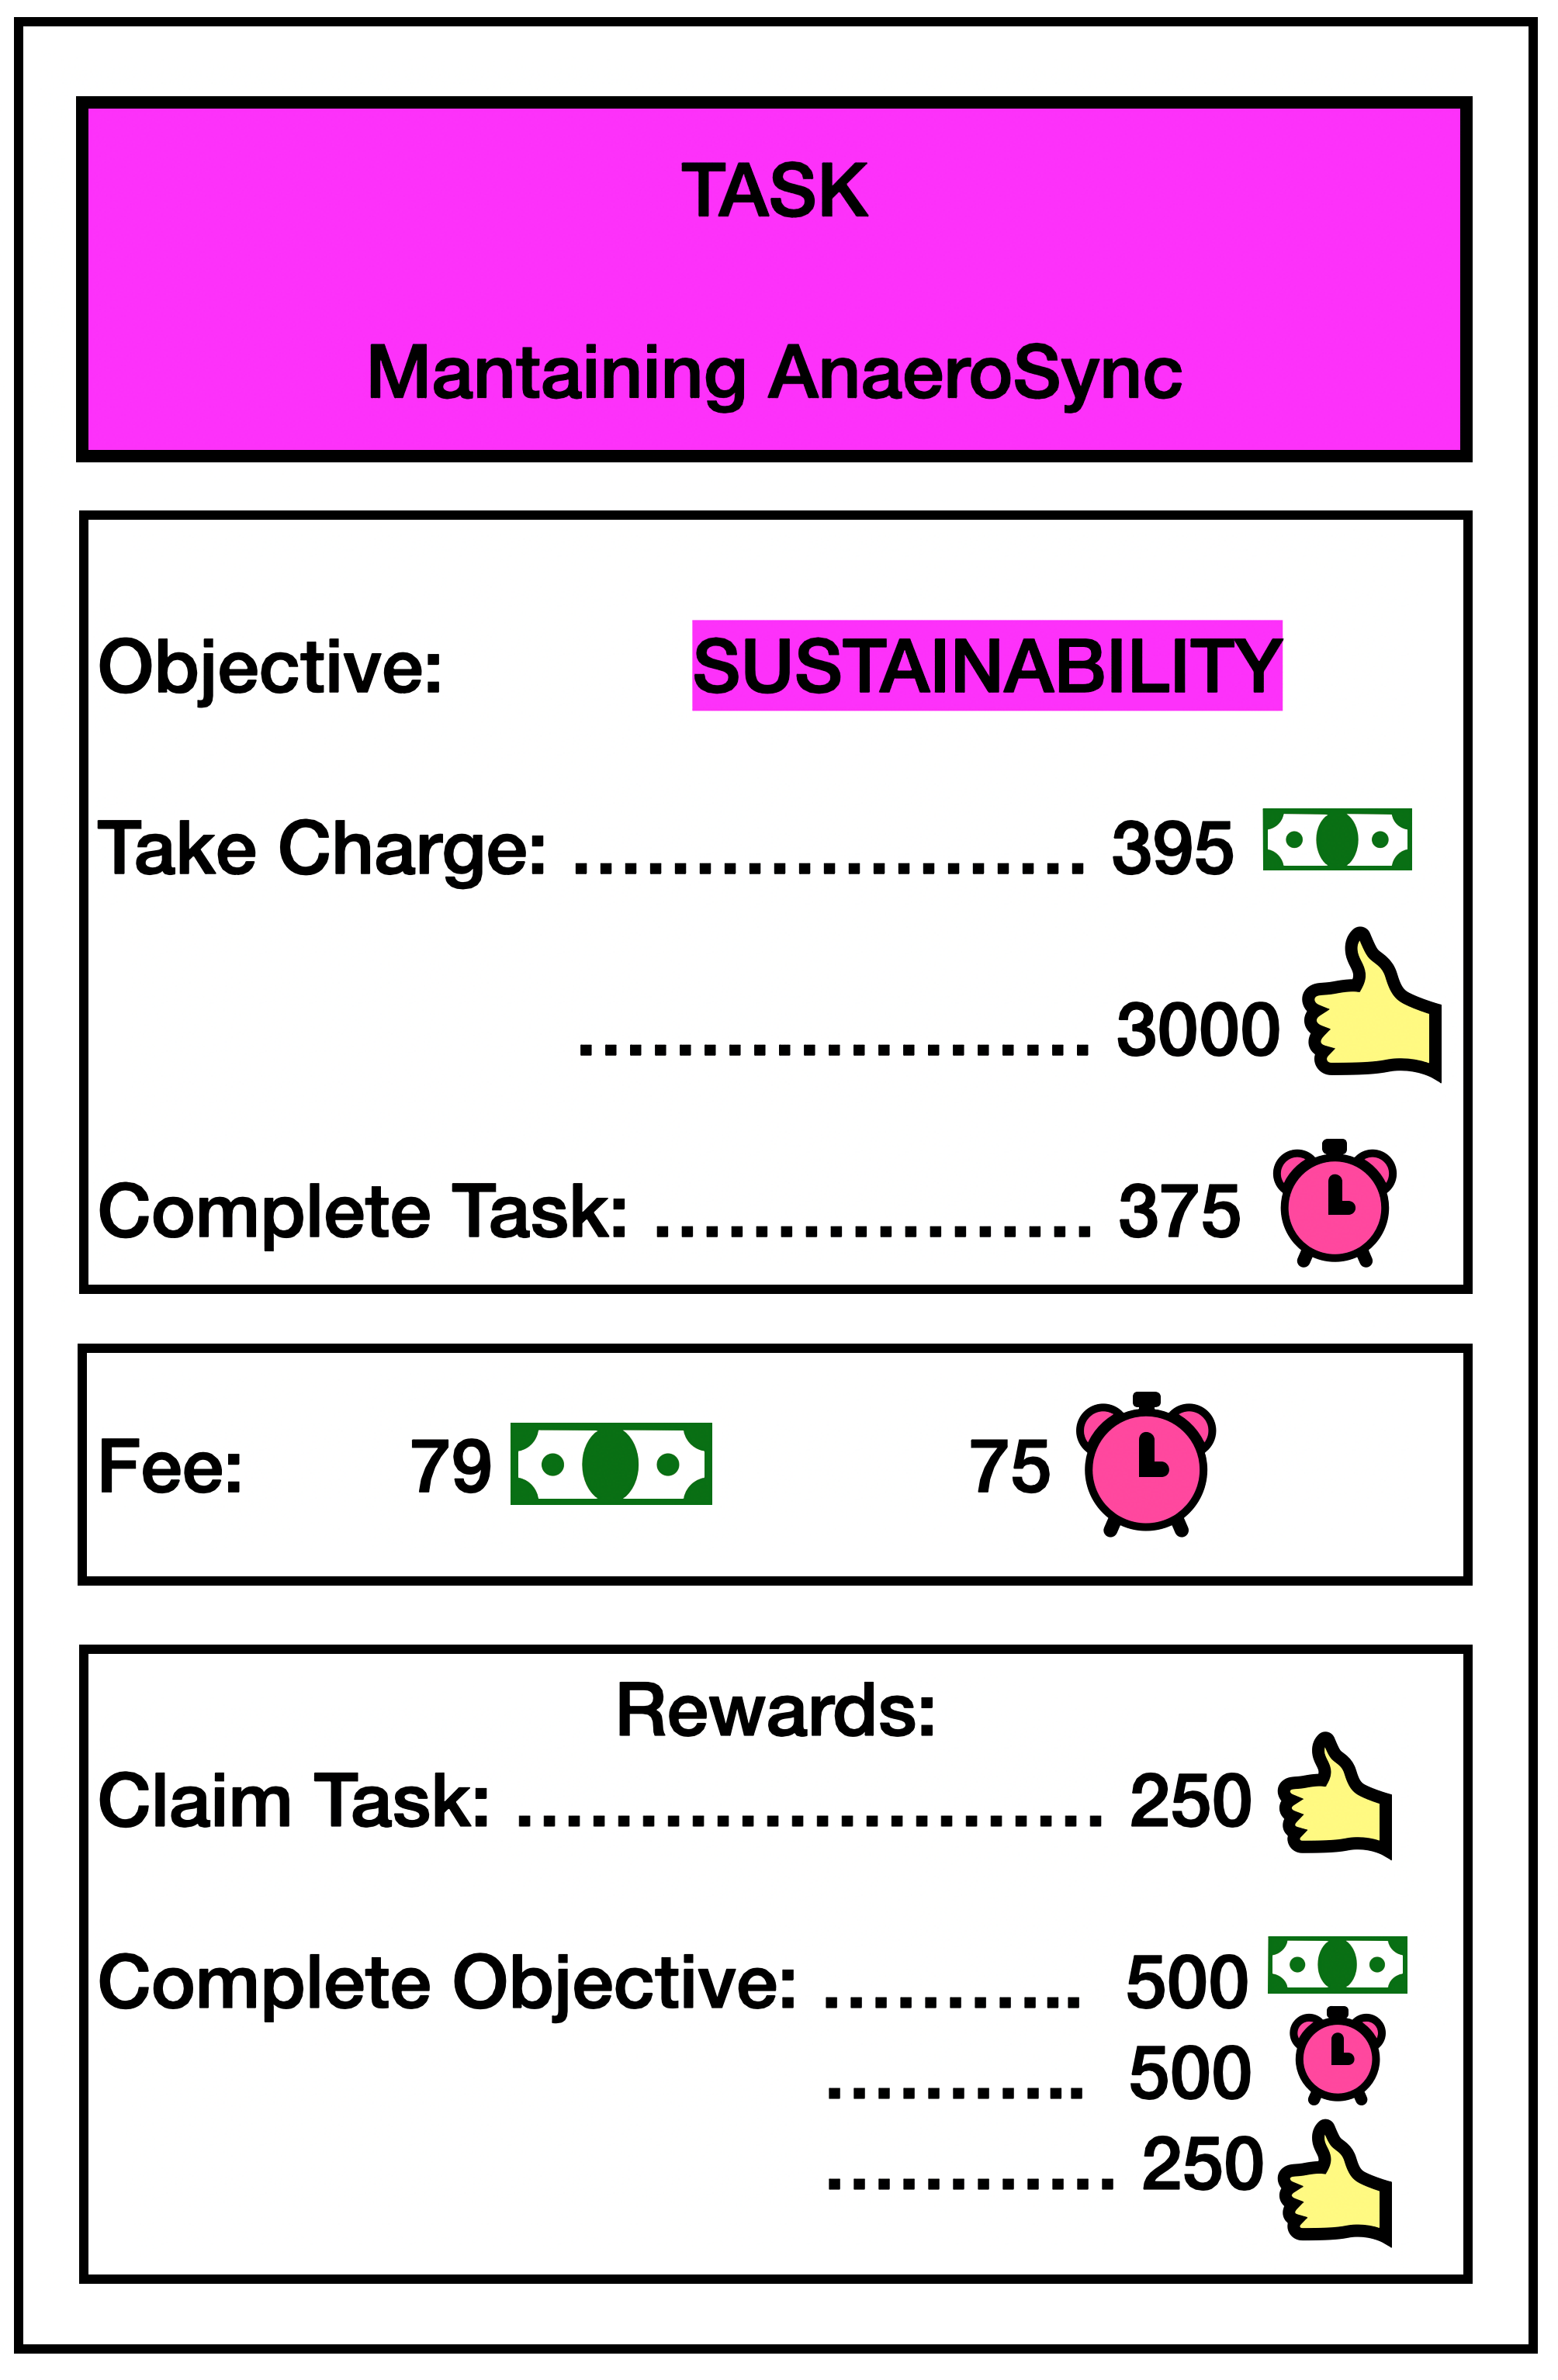 TASK
Mantaining AnaeroSync
Objective: SUSTAINABILITY
Take Charge: ..................... 395
..................... 3000
Complete Task: .................. 375
Fee: 79 75
Rewards:
Claim Task: ........................ 250
Complete Objective: ........... 500
........... 500
............ 250